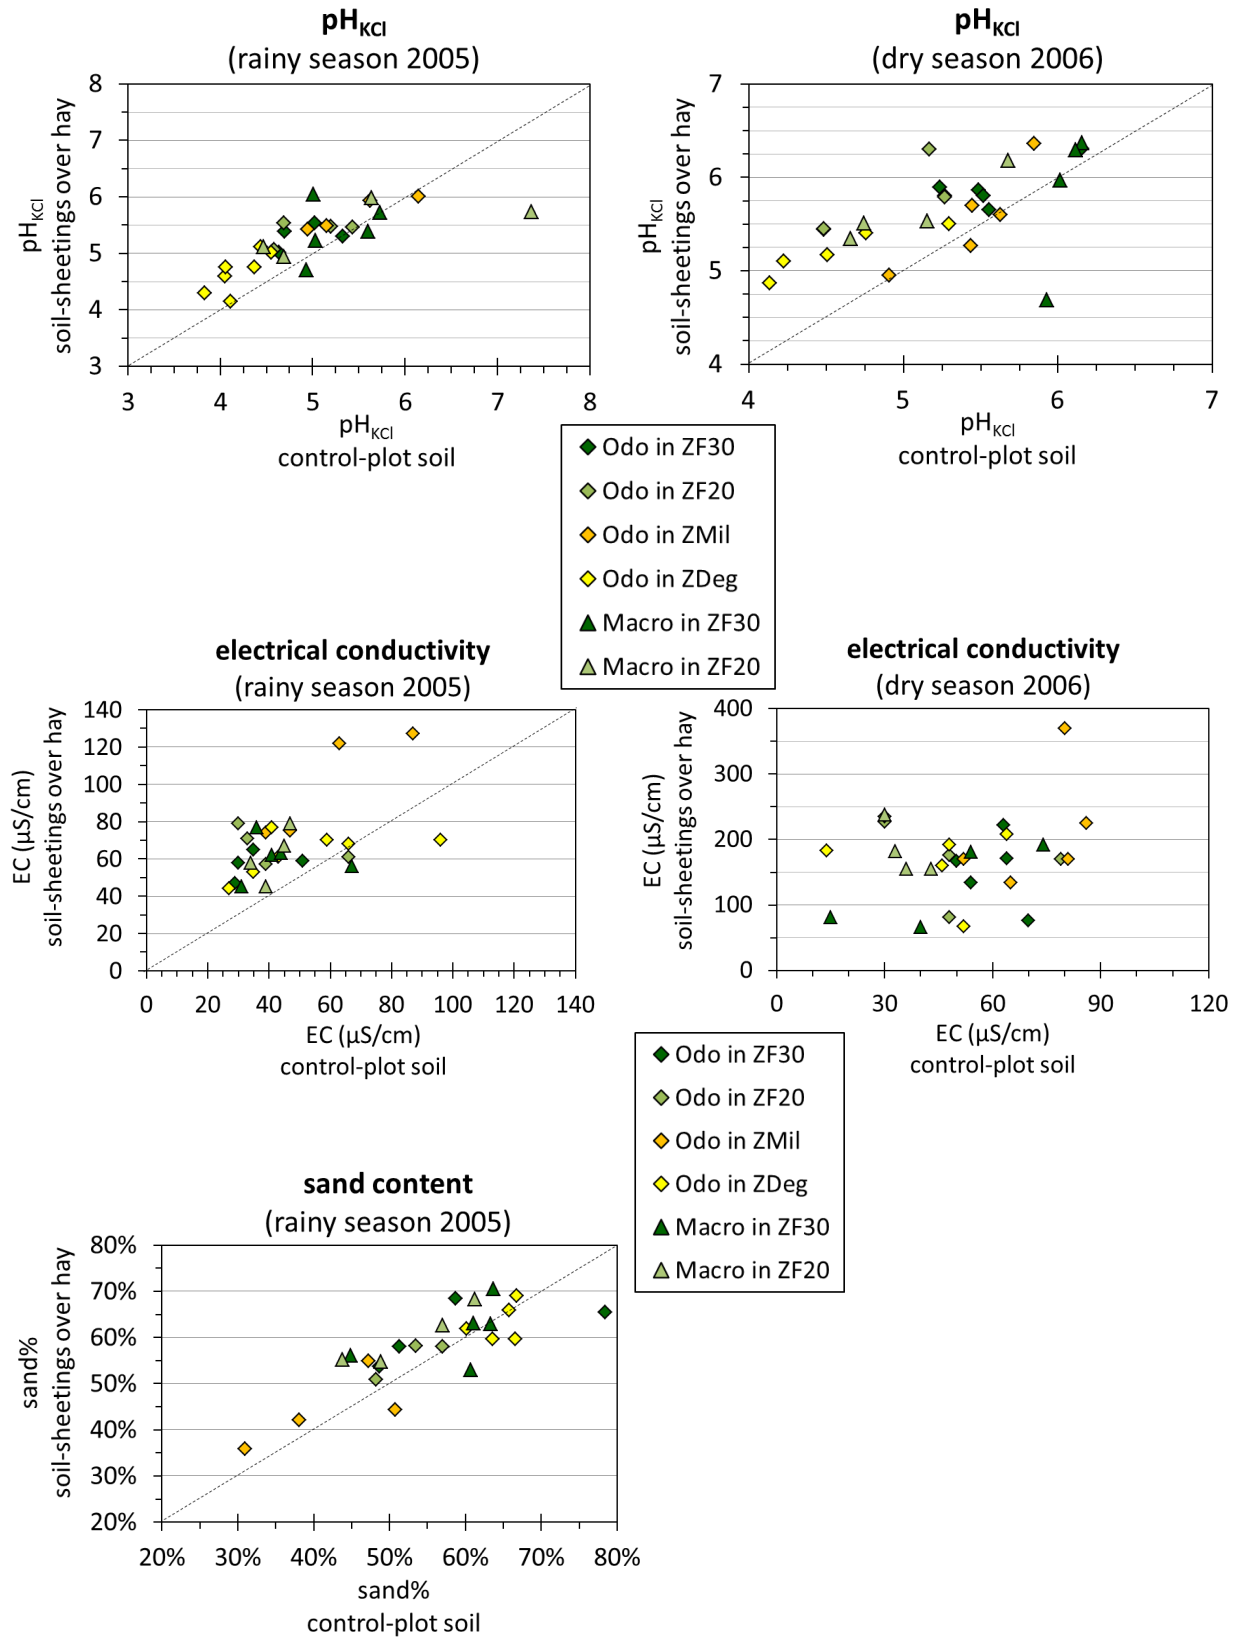 pHKCl
(rainy season 2005)
8
7
6
5
4
3
pHKCl
soil-sheetings over hay
3 4 5 6 7 8
pHKCl
control-plot soil
pHKCl
(dry season 2006)
7
6
5
4
pHKCl
soil-sheetings over hay
4 5 6 7
pHKCl
control-plot soil
Odo in ZF30
Odo in ZF20
Odo in ZMil
Odo in ZDeg
Macro in ZF30
Macro in ZF20
electrical conductivity
(rainy season 2005)
140
120
100
80
60
40
20
0
EC (µS/cm)
soil-sheetings over hay
0 20 40 60 80 100 120 140
EC (µS/cm)
control-plot soil
electrical conductivity
(dry season 2006)
400
300
200
100
0
EC (µS/cm)
soil-sheetings over hay
0 30 60 90 120
EC (µS/cm)
control-plot soil
Odo in ZF30
Odo in ZF20
Odo in ZMil
Odo in ZDeg
Macro in ZF30
Macro in ZF20
sand content
(rainy season 2005)
80%
70%
60%
50%
40%
30%
20%
sand%
soil-sheetings over hay
20% 30% 40% 50% 60% 70% 80%
sand%
control-plot soil